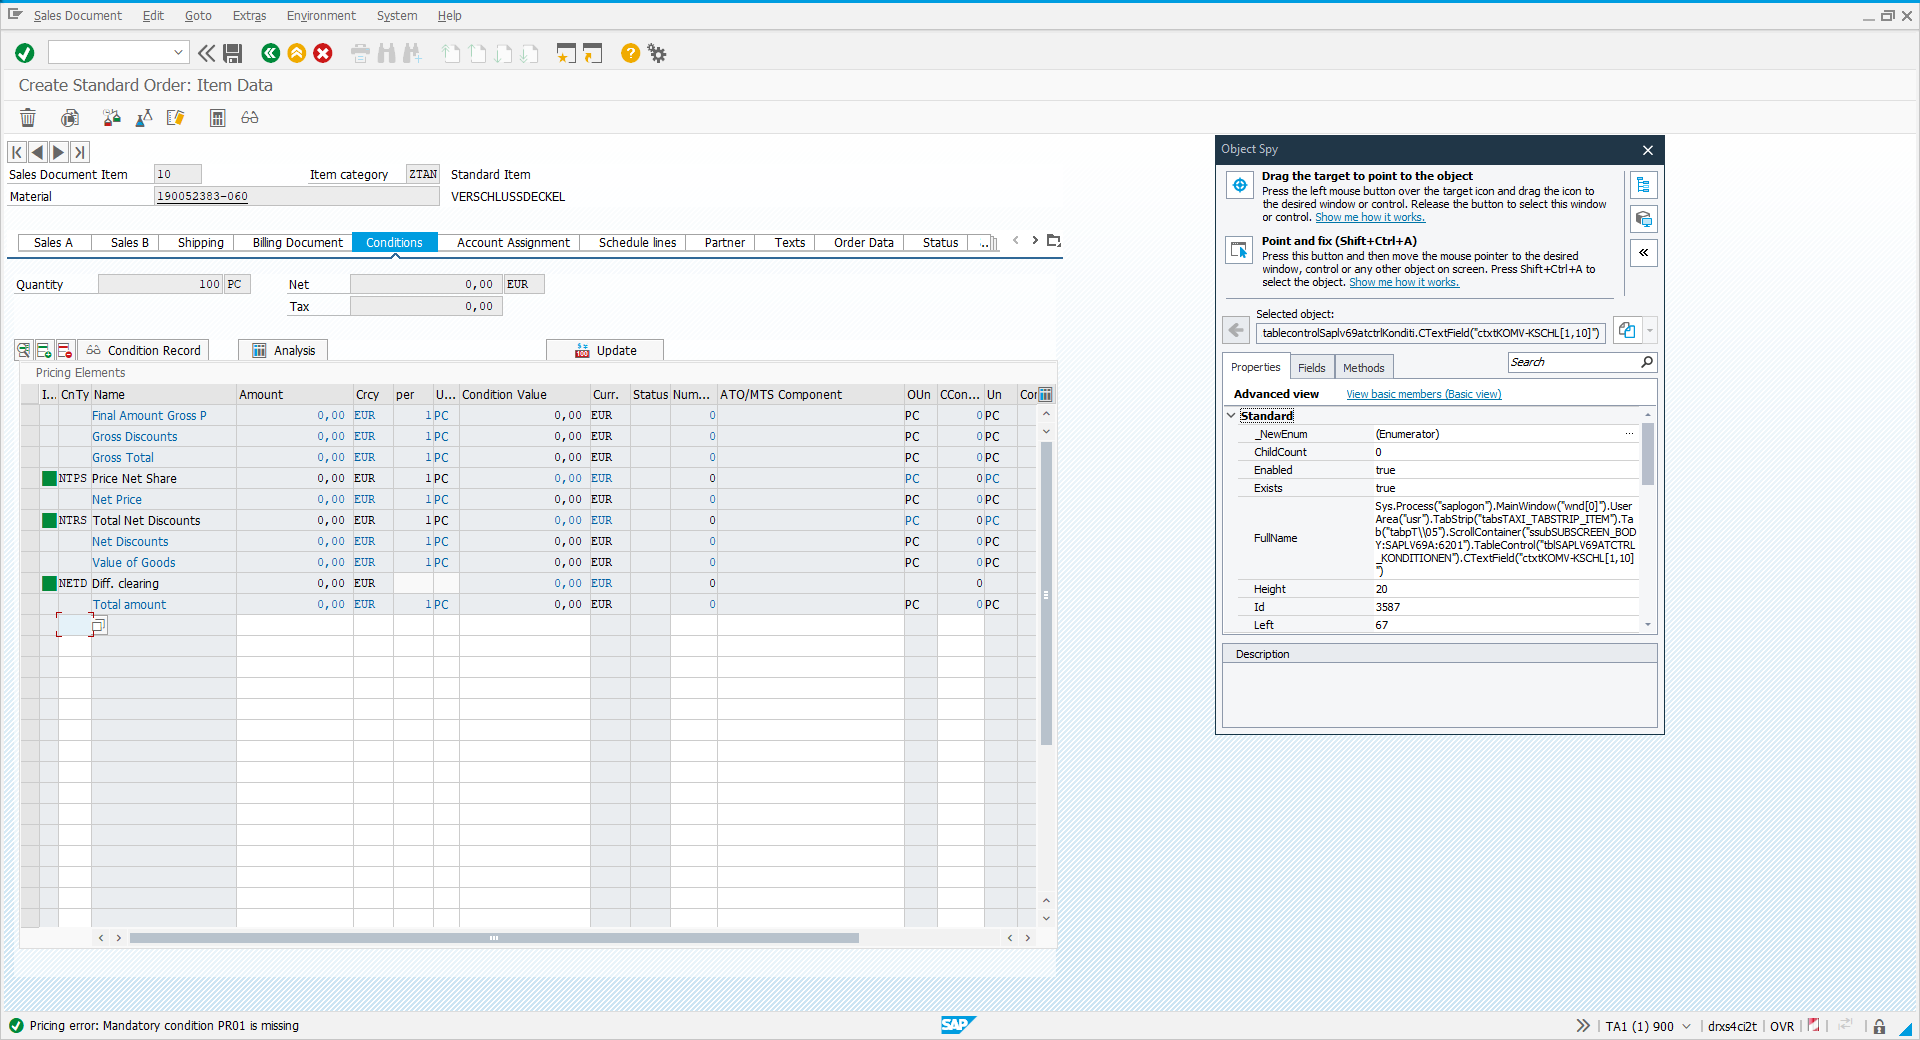 Sales Document Edit Goto Extras Environment System Help
Create Standard Order: Item Data
Sales Document Item 10 Item category ZTAN Standard Item
Material 190052383-060 VERSCHLUSSDECKEL
Sales A Sales B Shipping Billing Document Conditions Account Assignment Schedule lines Partner Texts Order Data Status ...
Quantity 100 PC Net 0,00 EUR
Tax 0,00
Condition Record Analysis Update
Pricing Elements
I... CnTy Name Amount Crcy per U... Condition Value Curr. Status Num... ATO/MTS Component OUn CCon... Un Cor
Final Amount Gross P 0,00 EUR 1 PC 0,00 EUR 0 PC 0 PC
Gross Discounts 0,00 EUR 1 PC 0,00 EUR 0 PC 0 PC
Gross Total 0,00 EUR 1 PC 0,00 EUR 0 PC 0 PC
NTPS Price Net Share 0,00 EUR 1 PC 0,00 EUR 0 PC 0 PC
Net Price 0,00 EUR 1 PC 0,00 EUR 0 PC 0 PC
NTRS Total Net Discounts 0,00 EUR 1 PC 0,00 EUR 0 PC 0 PC
Net Discounts 0,00 EUR 1 PC 0,00 EUR 0 PC 0 PC
Value of Goods 0,00 EUR 1 PC 0,00 EUR 0 PC 0 PC
NETD Diff. clearing 0,00 EUR 0,00 EUR 0 0
Total amount 0,00 EUR 1 PC 0,00 EUR 0 PC 0 PC
Object Spy
Drag the target to point to the object
Press the left mouse button over the target icon and drag the icon to
the desired window or control. Release the button to select this window
or control. Show me how it works.
Point and fix (Shift+Ctrl+A)
Press this button and then move the mouse pointer to the desired
window, control or any other object on screen. Press Shift+Ctrl+A to
select the object. Show me how it works.
Selected object:
tablecontrolSaplv69atctrlKonditi.CTextField("ctxtKOMV-KSCHL[1,10]")
Properties Fields Methods Search
Advanced view View basic members (Basic view)
Standard
_NewEnum (Enumerator) ...
ChildCount 0
Enabled true
Exists true
FullName
Sys.Process("saplogon").MainWindow("wnd[0]").User
Area("usr").TabStrip("tabsTAXI_TABSTRIP_ITEM").Ta
b("tabpT\\05").ScrollContainer("ssubSUBSCREEN_BOD
Y:SAPLV69A:6201").TableControl("tblSAPLV69ATCTRL
_KONDITIONEN").CTextField("ctxtKOMV-KSCHL[1,10]
")
Height 20
Id 3587
Left 67
Description
Pricing error: Mandatory condition PR01 is missing
SAP
TA1 (1) 900 drxs4ci2t OVR